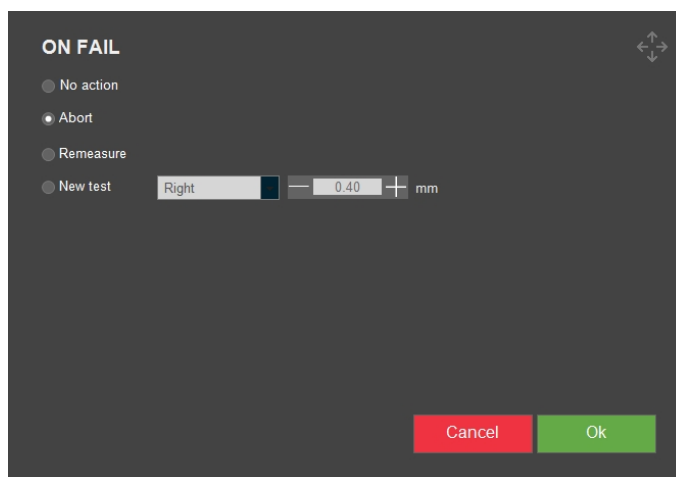 ON FAIL
No action
Abort
Remeasure
New test Right 0.40 mm
Cancel Ok